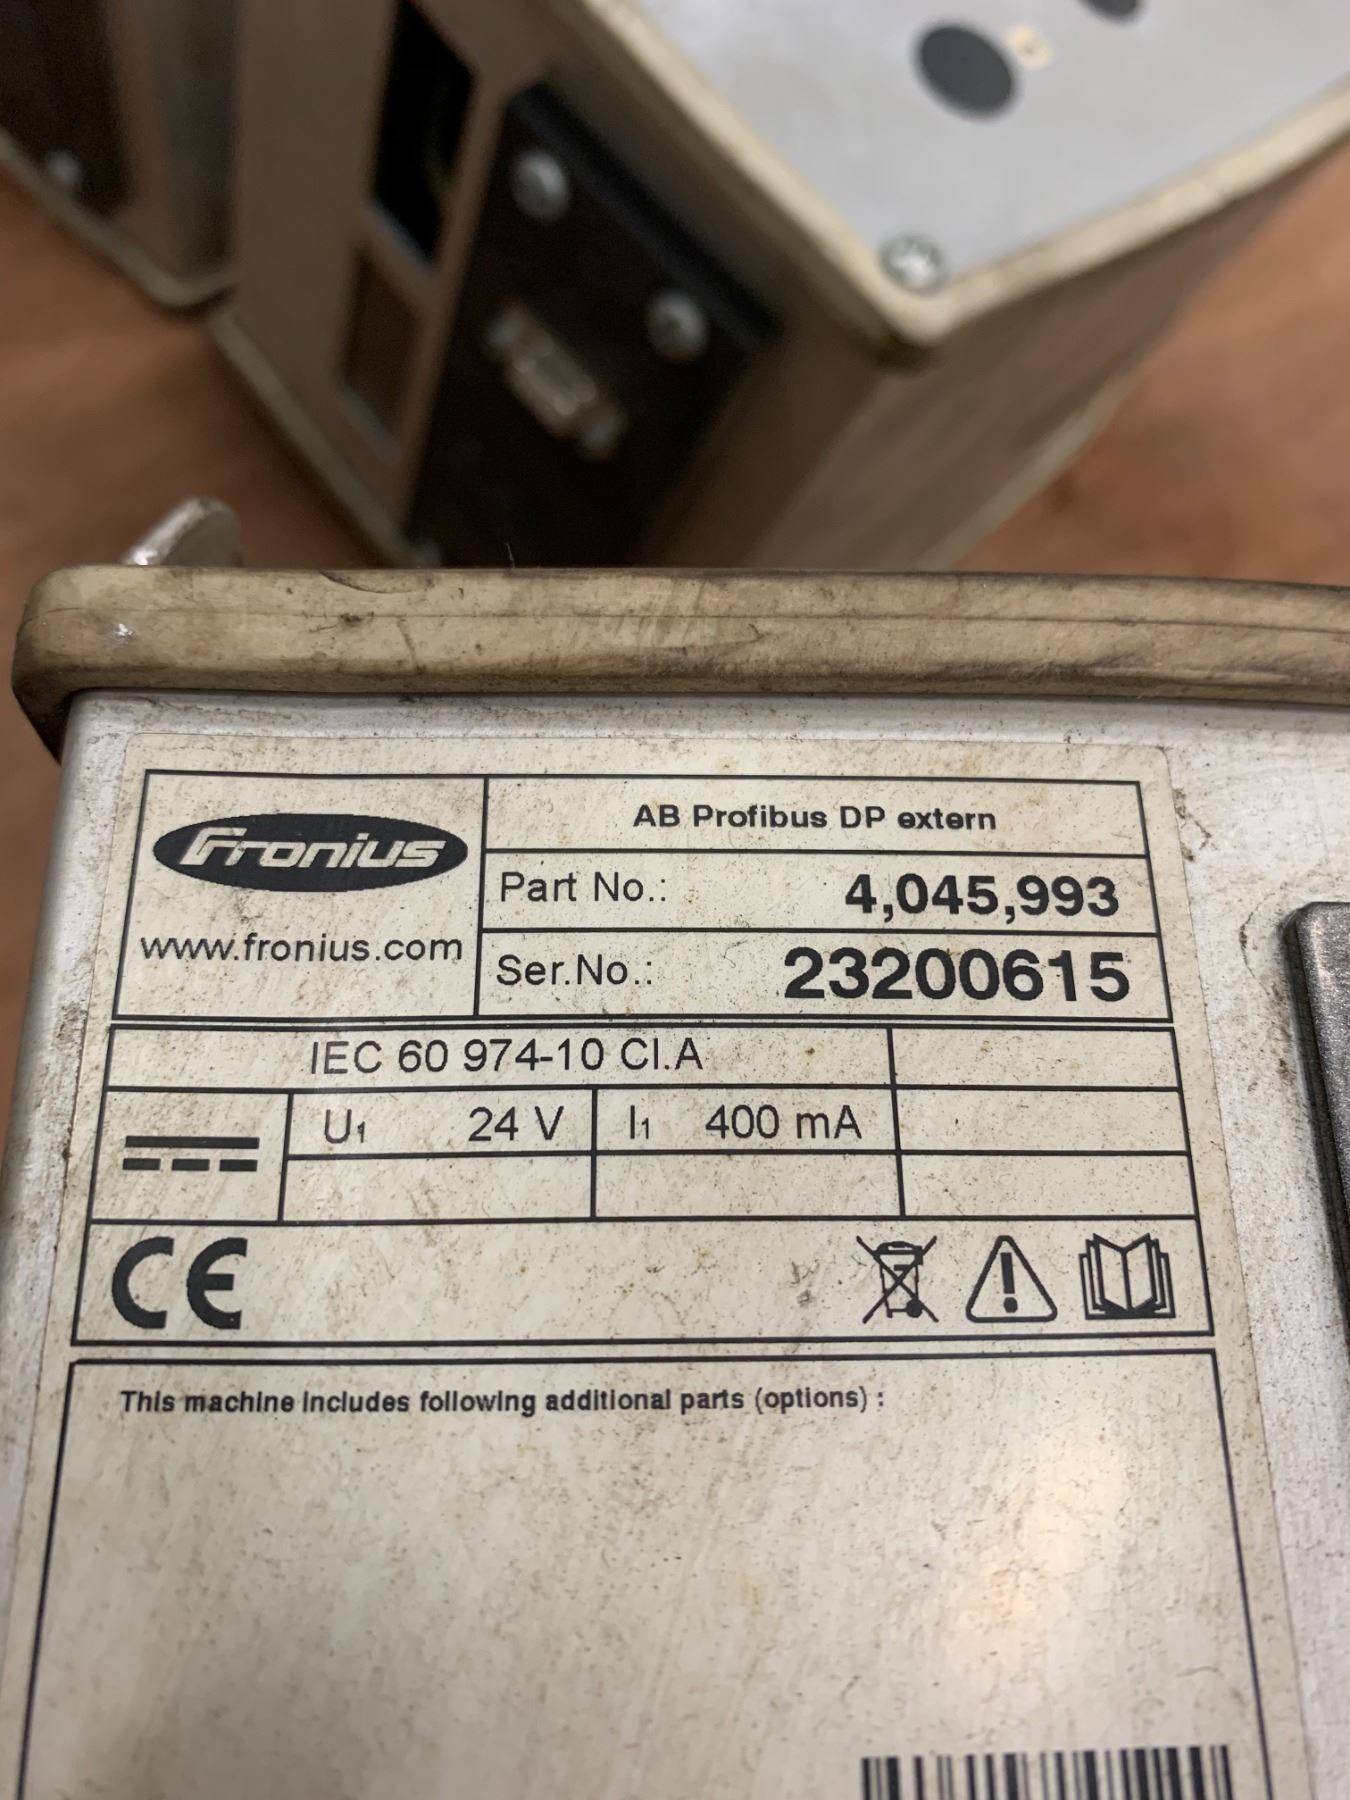 Fronius
www.fronius.com
AB Profibus DP extern
Part No.: 4,045,993
Ser.No.: 23200615
IEC 60 974-10 Cl.A
U1 24 V I1 400 mA
CE
This machine includes following additional parts (options) :